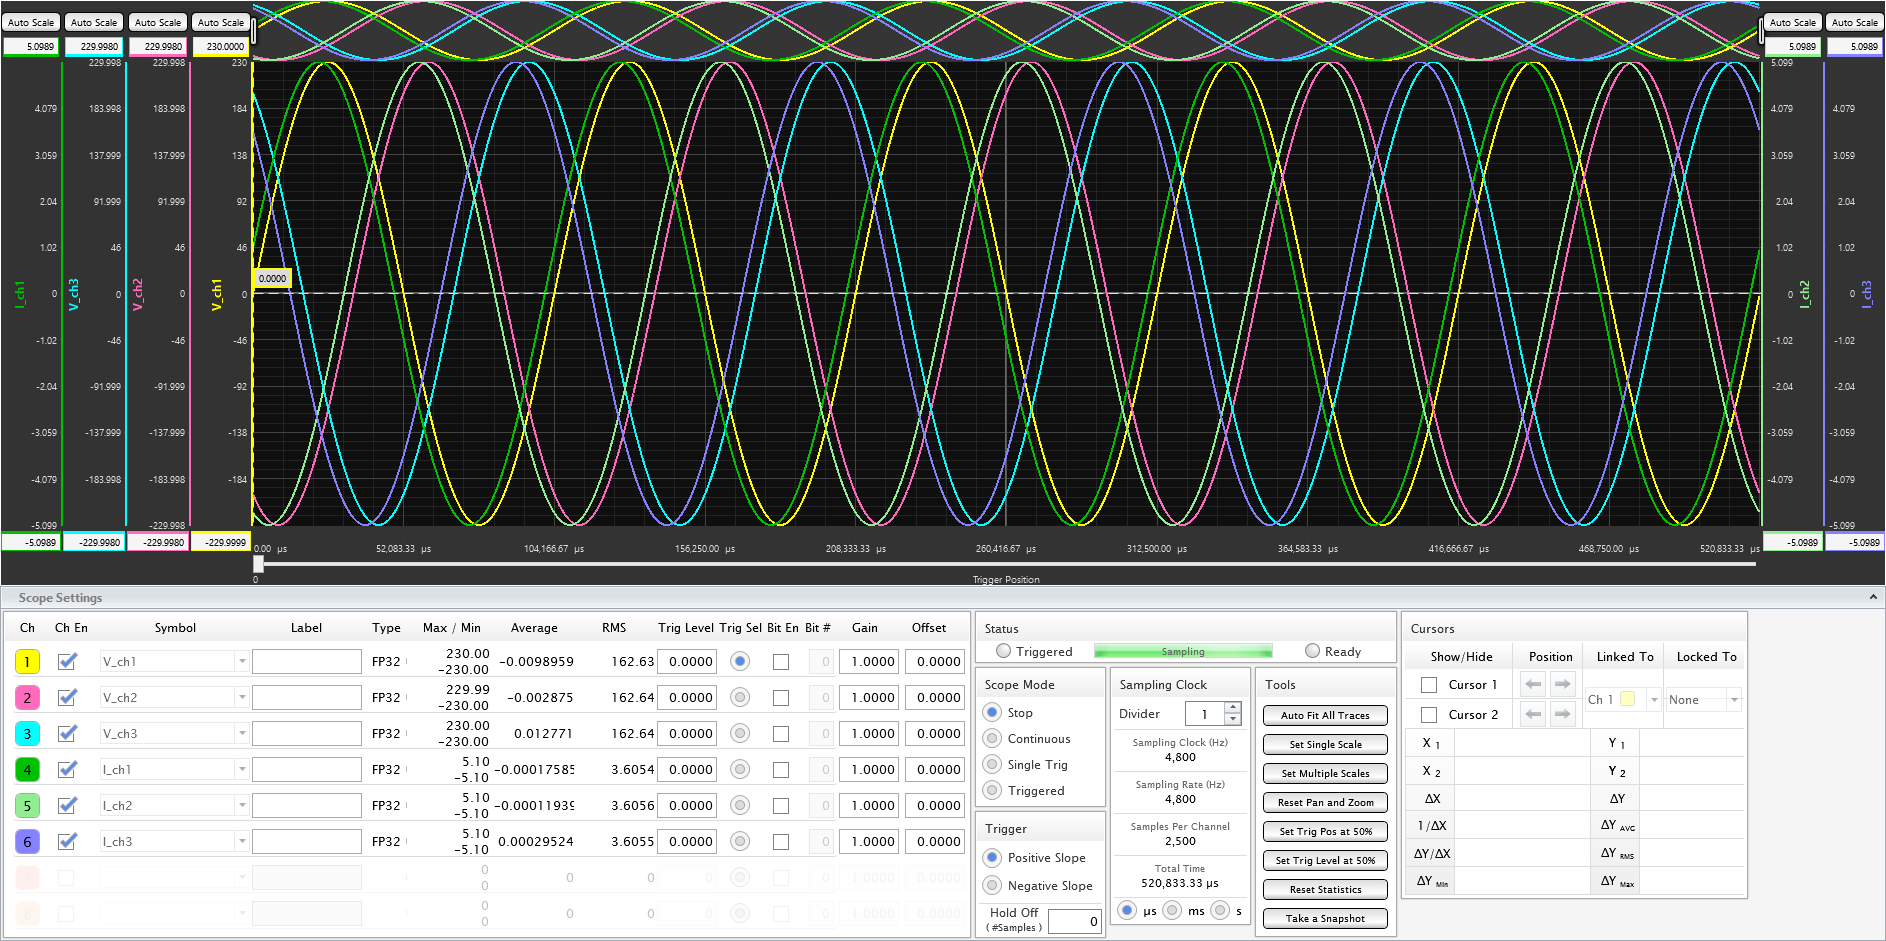 Auto Scale Auto Scale Auto Scale Auto Scale Auto Scale Auto Scale
5.0989 229.9980 229.9980 230.0000 5.0989 5.0989
229.998 229.998 230 5.099
4.079 183.998 183.998 184 4.079 4.079
3.059 137.999 137.999 138 3.059 3.059
2.04 91.999 91.999 92 2.04 2.04
1.02 46 46 46 1.02 1.02
0.0000
I_ch1 V_ch3 V_ch2 V_ch1 I_ch2 I_ch3
0 0 0 0 0 0
-1.02 -46 -46 -46 -1.02 -1.02
-2.04 -91.999 -91.999 -92 -2.04 -2.04
-3.059 -137.999 -137.999 -138 -3.059 -3.059
-4.079 -183.998 -183.998 -184 -4.079 -4.079
-5.099 -229.998 -5.099
-5.0989 -229.9980 -229.9980 -229.9999 -5.0989 -5.0989
0.00 µs 52,083.33 µs 104,166.67 µs 156,250.00 µs 208,333.33 µs 260,416.67 µs 312,500.00 µs 364,583.33 µs 416,666.67 µs 468,750.00 µs 520,833.33 µs
0 Trigger Position
Scope Settings
Ch Ch En Symbol Label Type Max / Min Average RMS Trig Level Trig Sel Bit En Bit # Gain Offset
1 V_ch1 FP32 230.00 -230.00 -0.0098959 162.63 0.0000 0 1.0000 0.0000
2 V_ch2 FP32 229.99 -230.00 -0.002875 162.64 0.0000 0 1.0000 0.0000
3 V_ch3 FP32 230.00 -230.00 0.012771 162.64 0.0000 0 1.0000 0.0000
4 I_ch1 FP32 5.10 -5.10 -0.00017585 3.6054 0.0000 0 1.0000 0.0000
5 I_ch2 FP32 5.10 -5.10 -0.00011939 3.6056 0.0000 0 1.0000 0.0000
6 I_ch3 FP32 5.10 -5.10 0.00029524 3.6055 0.0000 0 1.0000 0.0000
0 0 0 0 0.0000 0 1.0000 0.0000
8 0 0 0 0 0.0000 0 1.0000 0.0000
Status
Triggered Sampling Ready
Scope Mode
Stop
Continuous
Single Trig
Triggered
Trigger
Positive Slope
Negative Slope
Hold Off
( #Samples )
0
Sampling Clock
Divider 1
Sampling Clock (Hz)
4,800
Sampling Rate (Hz)
4,800
Samples Per Channel
2,500
Total Time
520,833.33 µs
µs ms s
Tools
Auto Fit All Traces
Set Single Scale
Set Multiple Scales
Reset Pan and Zoom
Set Trig Pos at 50%
Set Trig Level at 50%
Reset Statistics
Take a Snapshot
Cursors
Show/Hide Position Linked To Locked To
Cursor 1
Ch 1 None
Cursor 2
X 1 Y 1
X 2 Y 2
ΔX ΔY
1/ΔX ΔY AVG
ΔY/ΔX ΔY RMS
ΔY Min ΔY Max